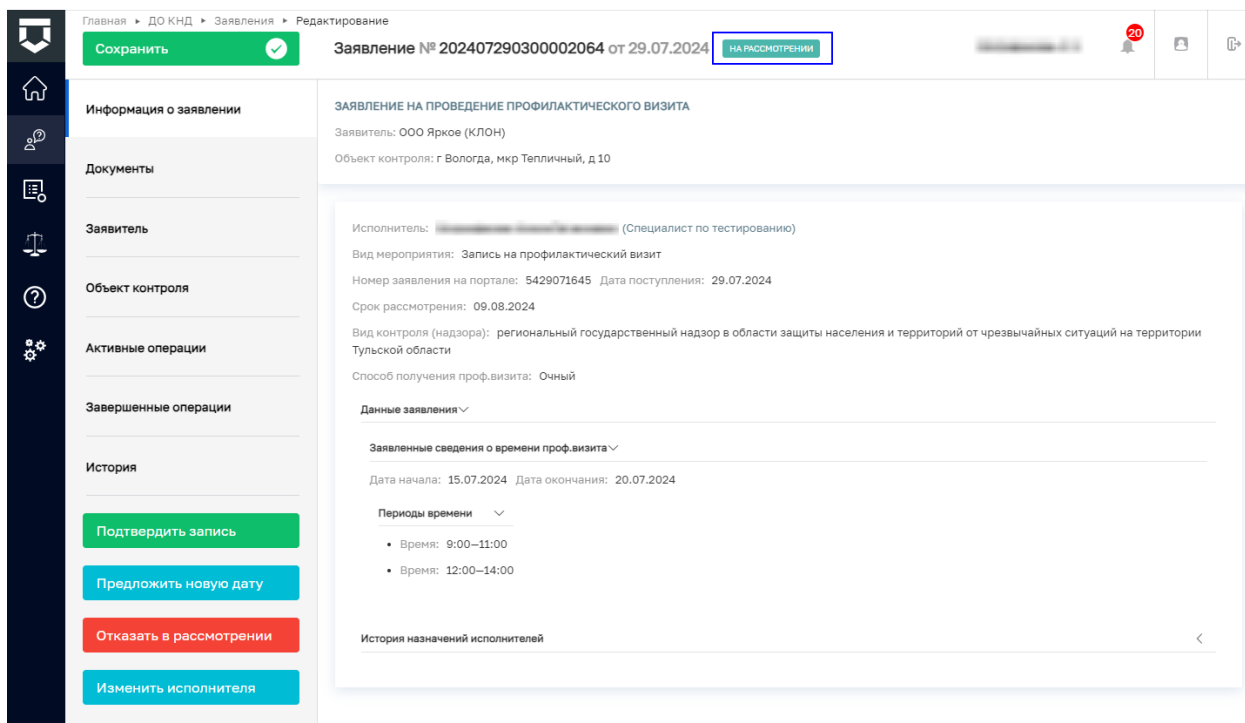 Главная ▸ ДО КНД ▸ Заявления ▸ Редактирование
Сохранить
Заявление № 202407290300002064 от 29.07.2024 НА РАССМОТРЕНИИ
20
Информация о заявлении
Документы
Заявитель
Объект контроля
Активные операции
Завершенные операции
История
Подтвердить запись
Предложить новую дату
Отказать в рассмотрении
Изменить исполнителя
ЗАЯВЛЕНИЕ НА ПРОВЕДЕНИЕ ПРОФИЛАКТИЧЕСКОГО ВИЗИТА
Заявитель: ООО Яркое (КЛОН)
Объект контроля: г Вологда, мкр Тепличный, д 10
Исполнитель: (Специалист по тестированию)
Вид мероприятия: Запись на профилактический визит
Номер заявления на портале: 5429071645 Дата поступления: 29.07.2024
Срок рассмотрения: 09.08.2024
Вид контроля (надзора): региональный государственный надзор в области защиты населения и территорий от чрезвычайных ситуаций на территории
Тульской области
Способ получения проф.визита: Очный
Данные заявления
Заявленные сведения о времени проф.визита
Дата начала: 15.07.2024 Дата окончания: 20.07.2024
Периоды времени
• Время: 9:00—11:00
• Время: 12:00—14:00
История назначений исполнителей